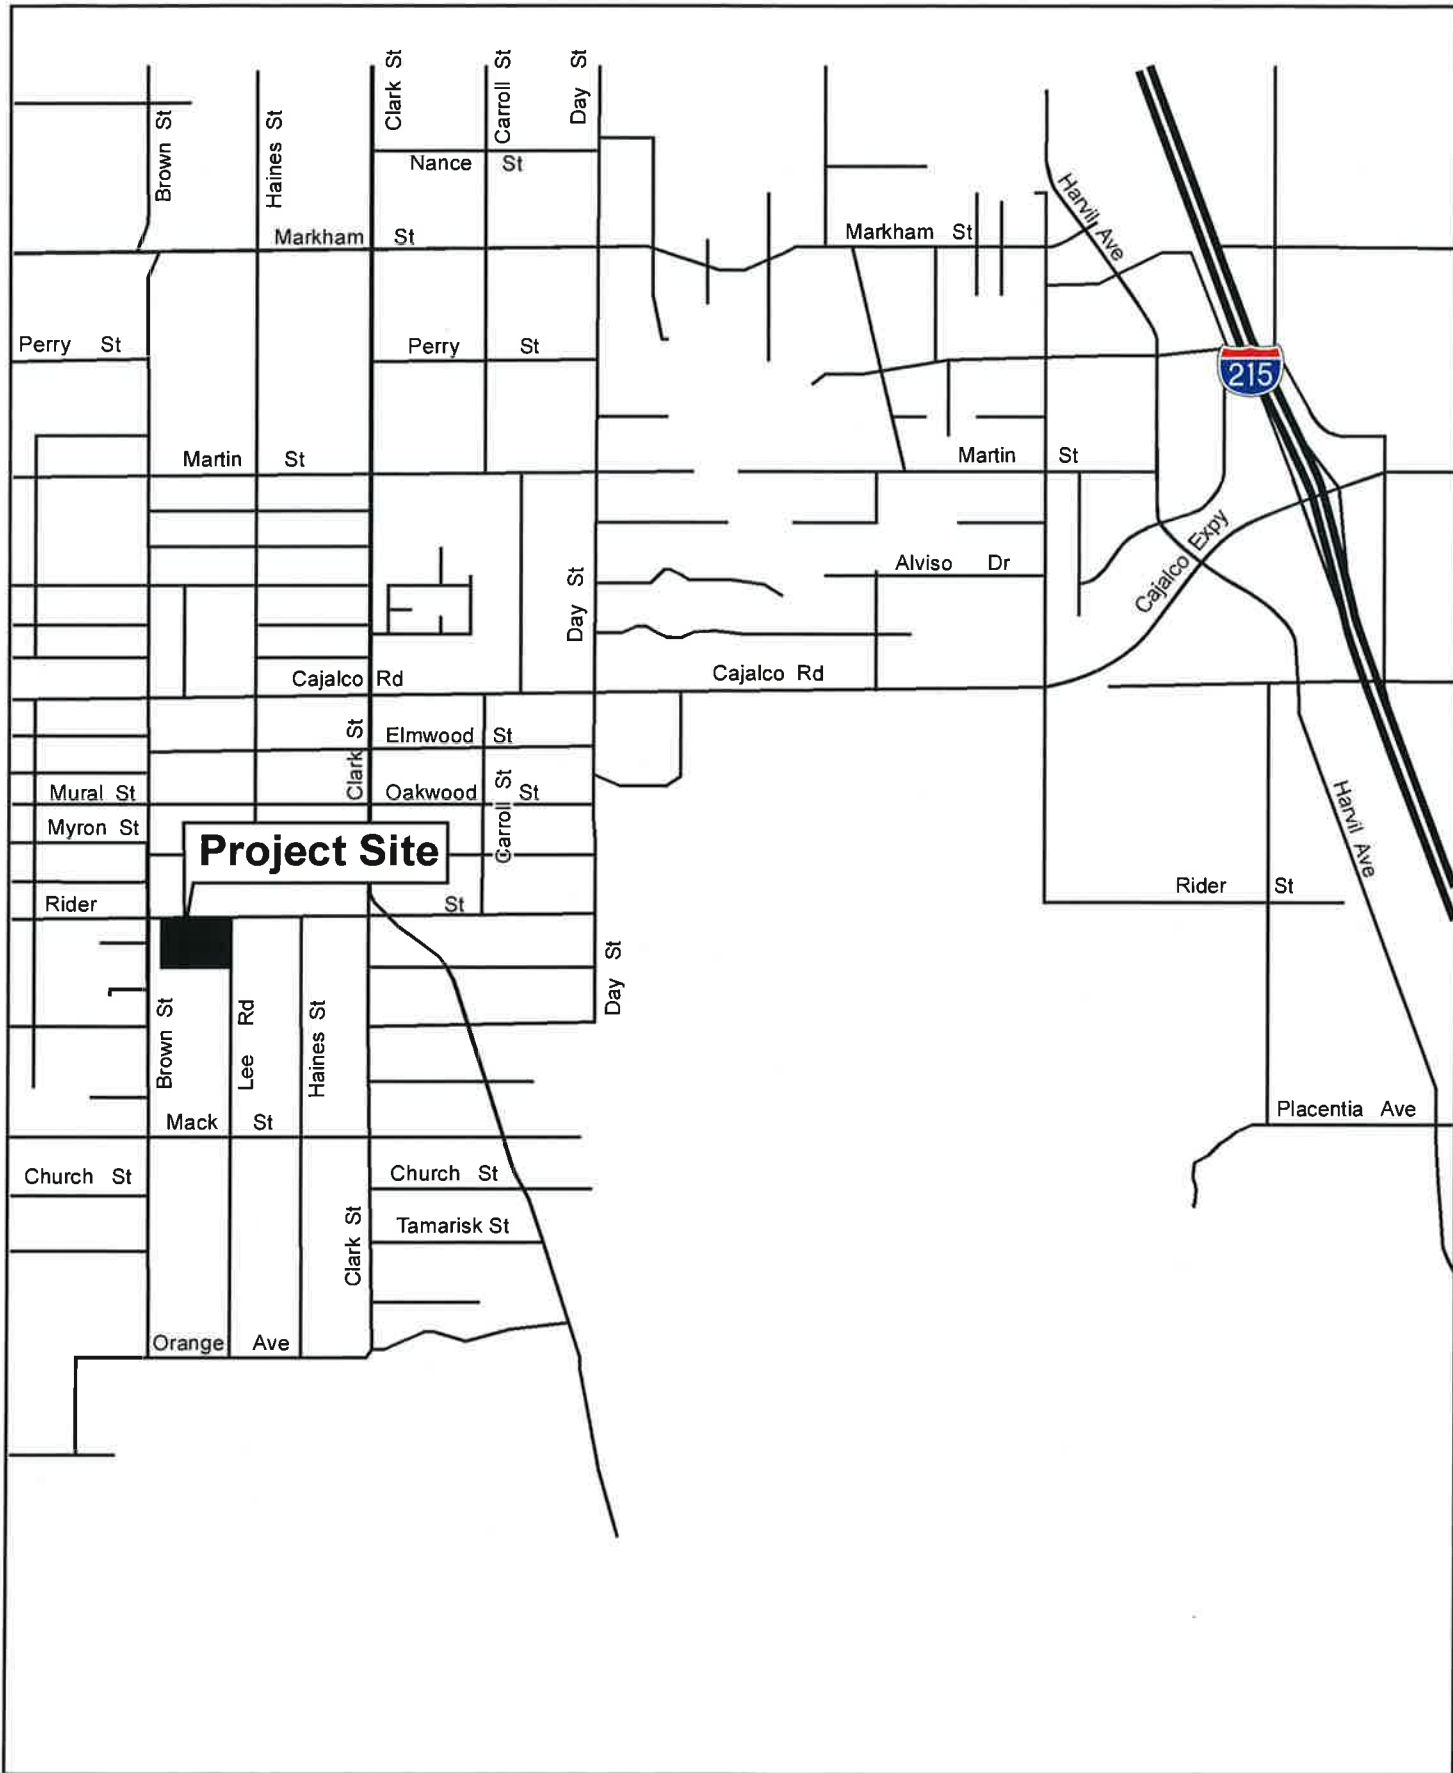 Clark St
Carroll St
Day St
Brown St
Haines St
Nance St
Harvill Ave
Markham St
Markham St
Perry St
Perry St
215
Martin St
Martin St
Cajalco Expy
Alviso Dr
Day St
Cajalco Rd
Cajalco Rd
Clark St
Elmwood St
Carroll St
Mural St
Oakwood St
Myron St
Harvil Ave
Project Site
Rider St
Rider St
Day St
Brown St
Lee Rd
Haines St
Mack St
Placentia Ave
Church St
Church St
Clark St
Tamarisk St
Orange Ave